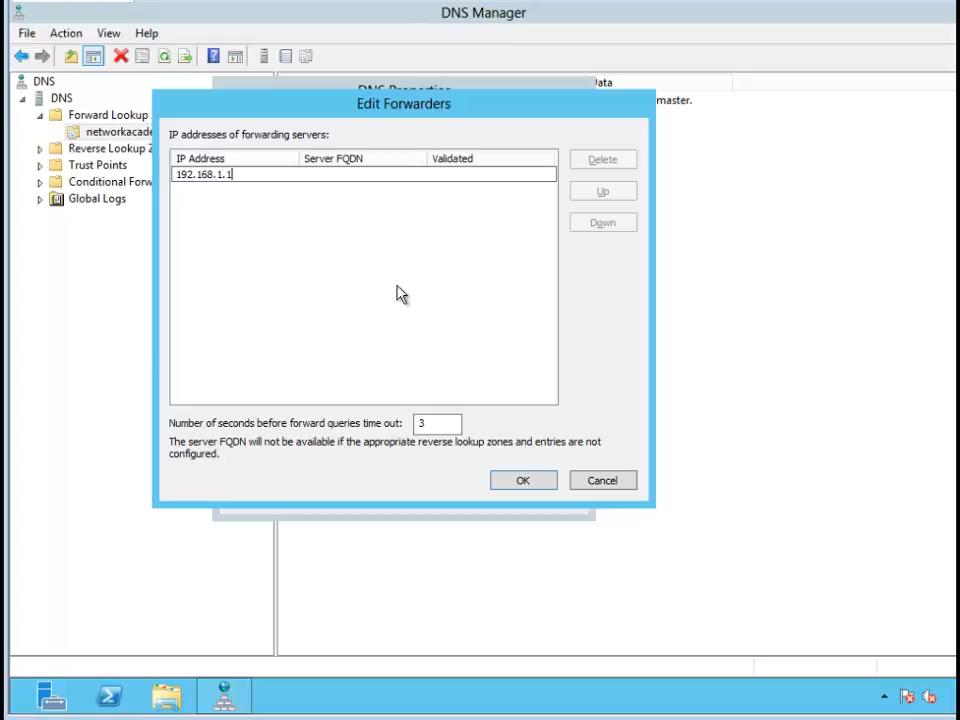 DNS Manager
File Action View Help
DNS
DNS
Forward Lookup
networkacade
Reverse Lookup Z
Trust Points
Conditional Forw
Global Logs
DNS Properties
Data
master.
Edit Forwarders
IP addresses of forwarding servers:
IP Address Server FQDN Validated
192.168.1.1
Delete
Up
Down
Number of seconds before forward queries time out: 3
The server FQDN will not be available if the appropriate reverse lookup zones and entries are not
configured.
OK Cancel